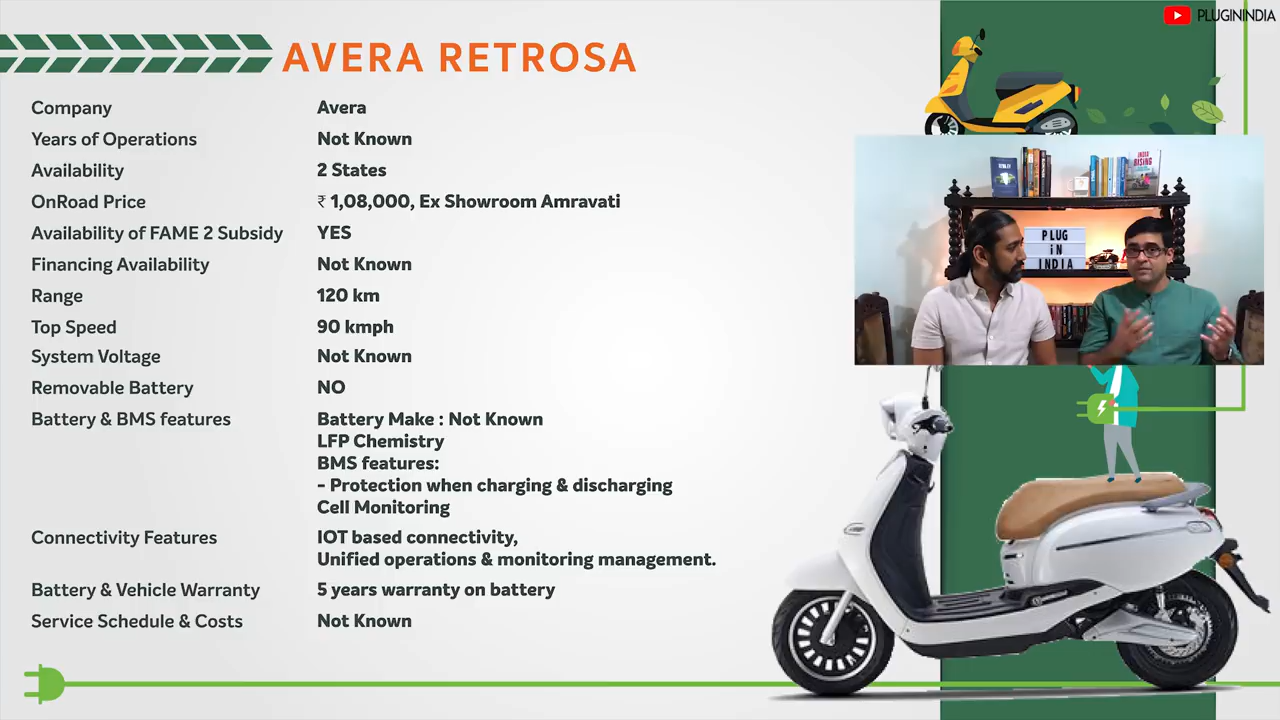 PLUGININDIA
AVERA RETROSA
Company Avera
Years of Operations Not Known
Availability 2 States
OnRoad Price ₹ 1,08,000, Ex Showroom Amravati
Availability of FAME 2 Subsidy YES
Financing Availability Not Known
Range 120 km
Top Speed 90 kmph
System Voltage Not Known
Removable Battery NO
Battery & BMS features Battery Make : Not Known
LFP Chemistry
BMS features:
- Protection when charging & discharging
Cell Monitoring
Connectivity Features IOT based connectivity,
Unified operations & monitoring management.
Battery & Vehicle Warranty 5 years warranty on battery
Service Schedule & Costs Not Known
INDIA
RISING
PLUG
iN
INDIA